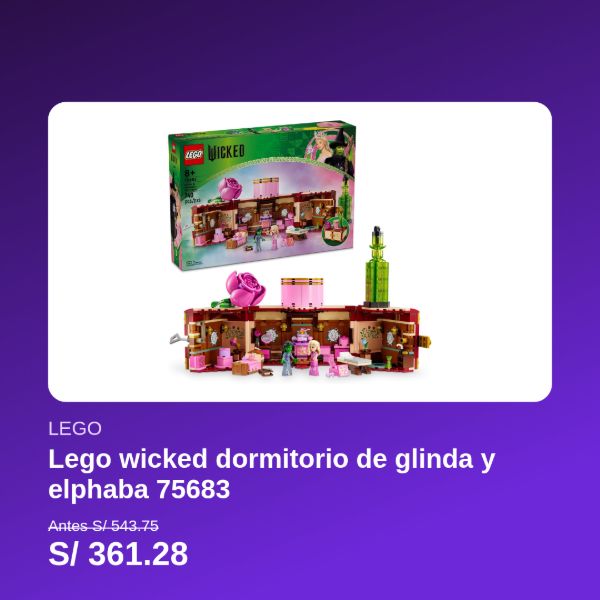 LEGO
WICKED
8+
LEGO
Lego wicked dormitorio de glinda y
elphaba 75683
Antes S/ 543.75
S/ 361.28